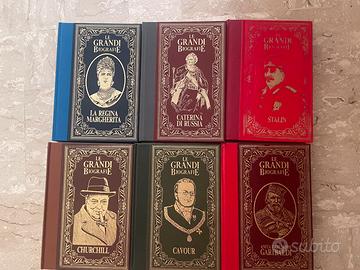 LE
GRANDI
BIOGRAFIE
LA REGINA
MARGHERITA
LE
GRANDI
BIOGRAFIE
CATERINA
DI RUSSIA
GRANDI
BIOGRAFIE
STALIN
LE
GRANDI
BIOGRAFIE
CHURCHILL
LE
GRANDI
BIOGRAFIE
CAVOUR
LE
GRANDI
BIOGRAFIE
GARIBALDI
subito